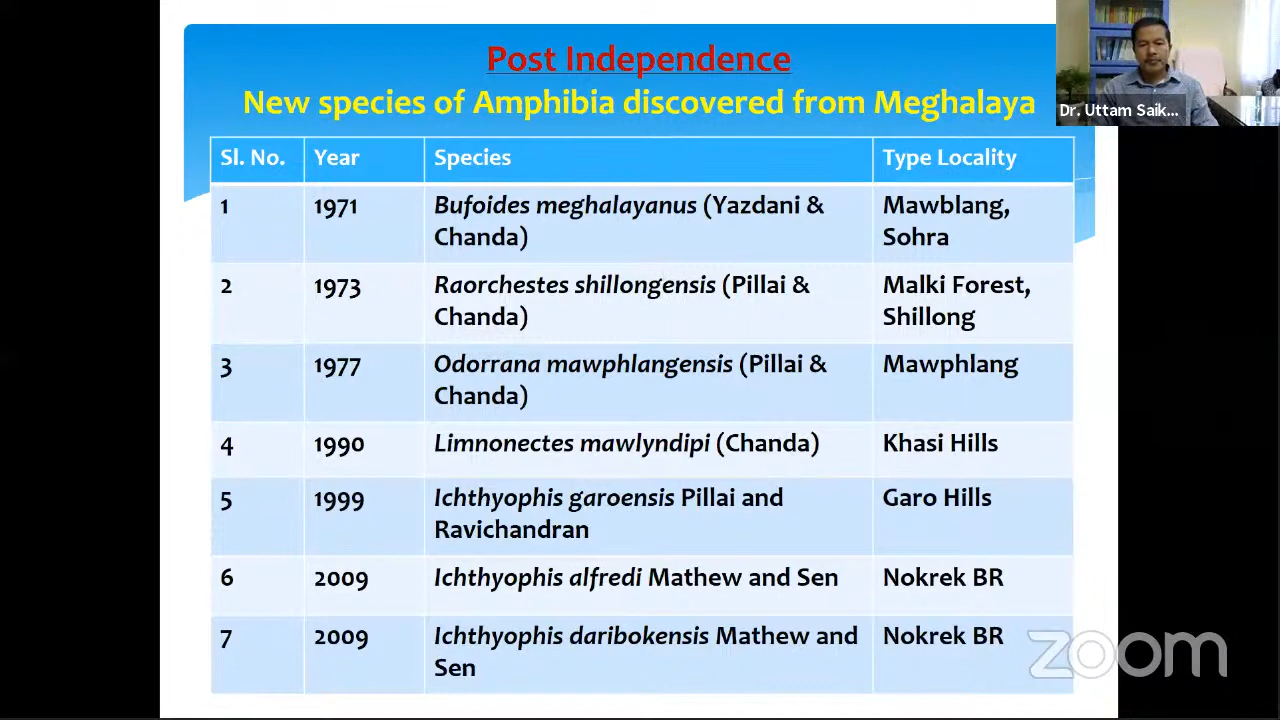 Post Independence
New species of Amphibia discovered from Meghalaya
Dr. Uttam Saik...
Sl. No. Year Species Type Locality
1 1971 Bufoides meghalayanus (Yazdani & Mawblang,
Chanda) Sohra
2 1973 Raorchestes shillongensis (Pillai & Malki Forest,
Chanda) Shillong
3 1977 Odorrana mawphlangensis (Pillai & Mawphlang
Chanda)
4 1990 Limnonectes mawlyndipi (Chanda) Khasi Hills
5 1999 Ichthyophis garoensis Pillai and Garo Hills
Ravichandran
6 2009 Ichthyophis alfredi Mathew and Sen Nokrek BR
7 2009 Ichthyophis daribokensis Mathew and Nokrek BR
Sen
zoom